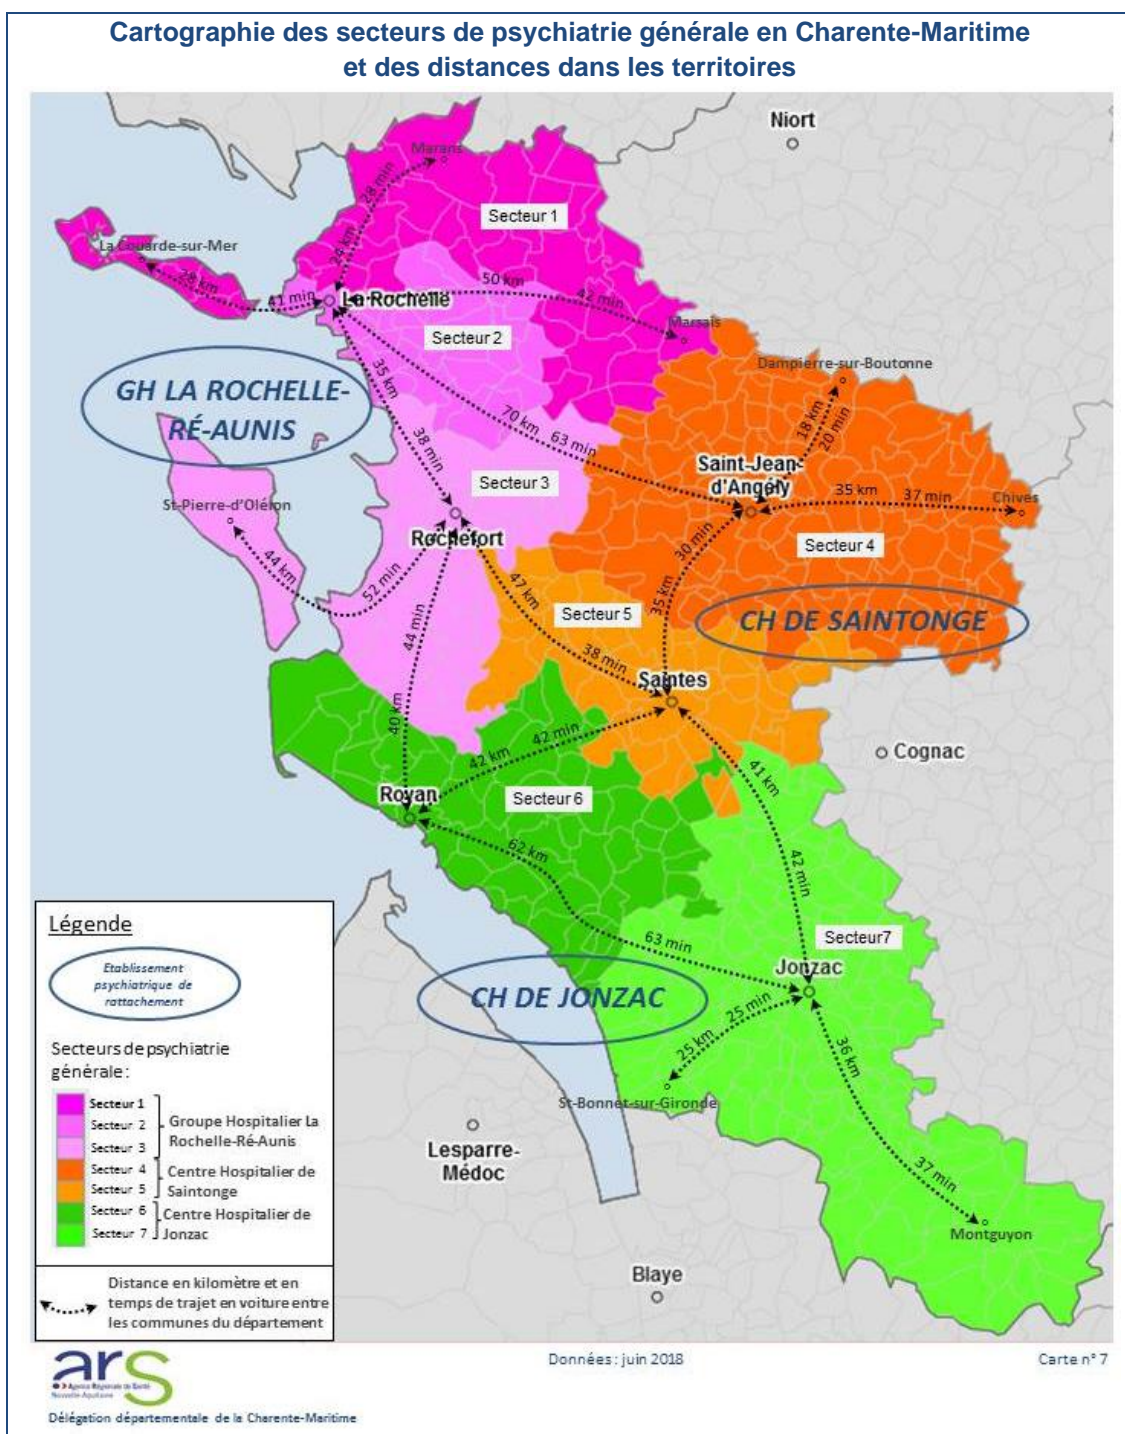 Cartographie des secteurs de psychiatrie générale en Charente-Maritime
et des distances dans les territoires
Niort
Marans
28 min
24 km
Secteur 1
La Couarde-sur-Mer
28 km
41 min
La Rochelle
50 km
42 min
Marsais
Secteur 2
Dampierre-sur-Boutonne
GH LA ROCHELLE-
RÉ-AUNIS
35 km
38 min
70 km
63 min
18 km
20 min
Saint-Jean-
d'Angély
Secteur 3
35 km
37 min
Chives
St-Pierre-d'Oléron
Rochefort
Secteur 4
44 km
52 min
30 min
35 km
47 km
38 min
Secteur 5
CH DE SAINTONGE
44 min
40 km
Saintes
42 km
42 min
Cognac
41 km
42 min
Royan
Secteur 6
62 km
63 min
Secteur7
Jonzac
CH DE JONZAC
25 km
25 min
36 km
37 min
St-Bonnet-sur-Gironde
Lesparre-
Médoc
Montguyon
Blaye
Légende
Etablissement
psychiatrique de
rattachement
Secteurs de psychiatrie
générale :
Secteur 1
Secteur 2
Secteur 3
Groupe Hospitalier La
Rochelle-Ré-Aunis
Secteur 4
Secteur 5
Centre Hospitalier de
Saintonge
Secteur 6
Secteur 7
Centre Hospitalier de
Jonzac
Distance en kilomètre et en
temps de trajet en voiture entre
les communes du département
ars
Agence Régionale de Santé
Nouvelle-Aquitaine
Délégation départementale de la Charente-Maritime
Données : juin 2018
Carte n° 7